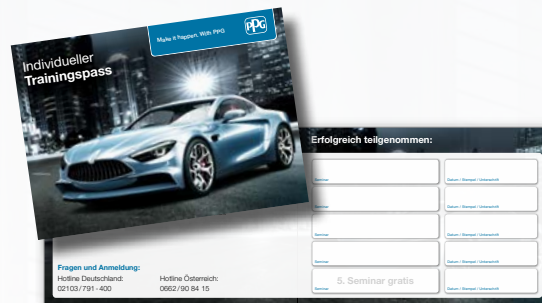 Individueller
Trainingspass
Make it happen. With PPG
PPG
Erfolgreich teilgenommen:
Seminar
Datum / Stempel / Unterschrift
Seminar
Datum / Stempel / Unterschrift
Seminar
Datum / Stempel / Unterschrift
Seminar
Datum / Stempel / Unterschrift
5. Seminar gratis
Seminar
Datum / Stempel / Unterschrift
Fragen und Anmeldung:
Hotline Deutschland:
02103/791-400
Hotline Österreich:
0662/90 84 15